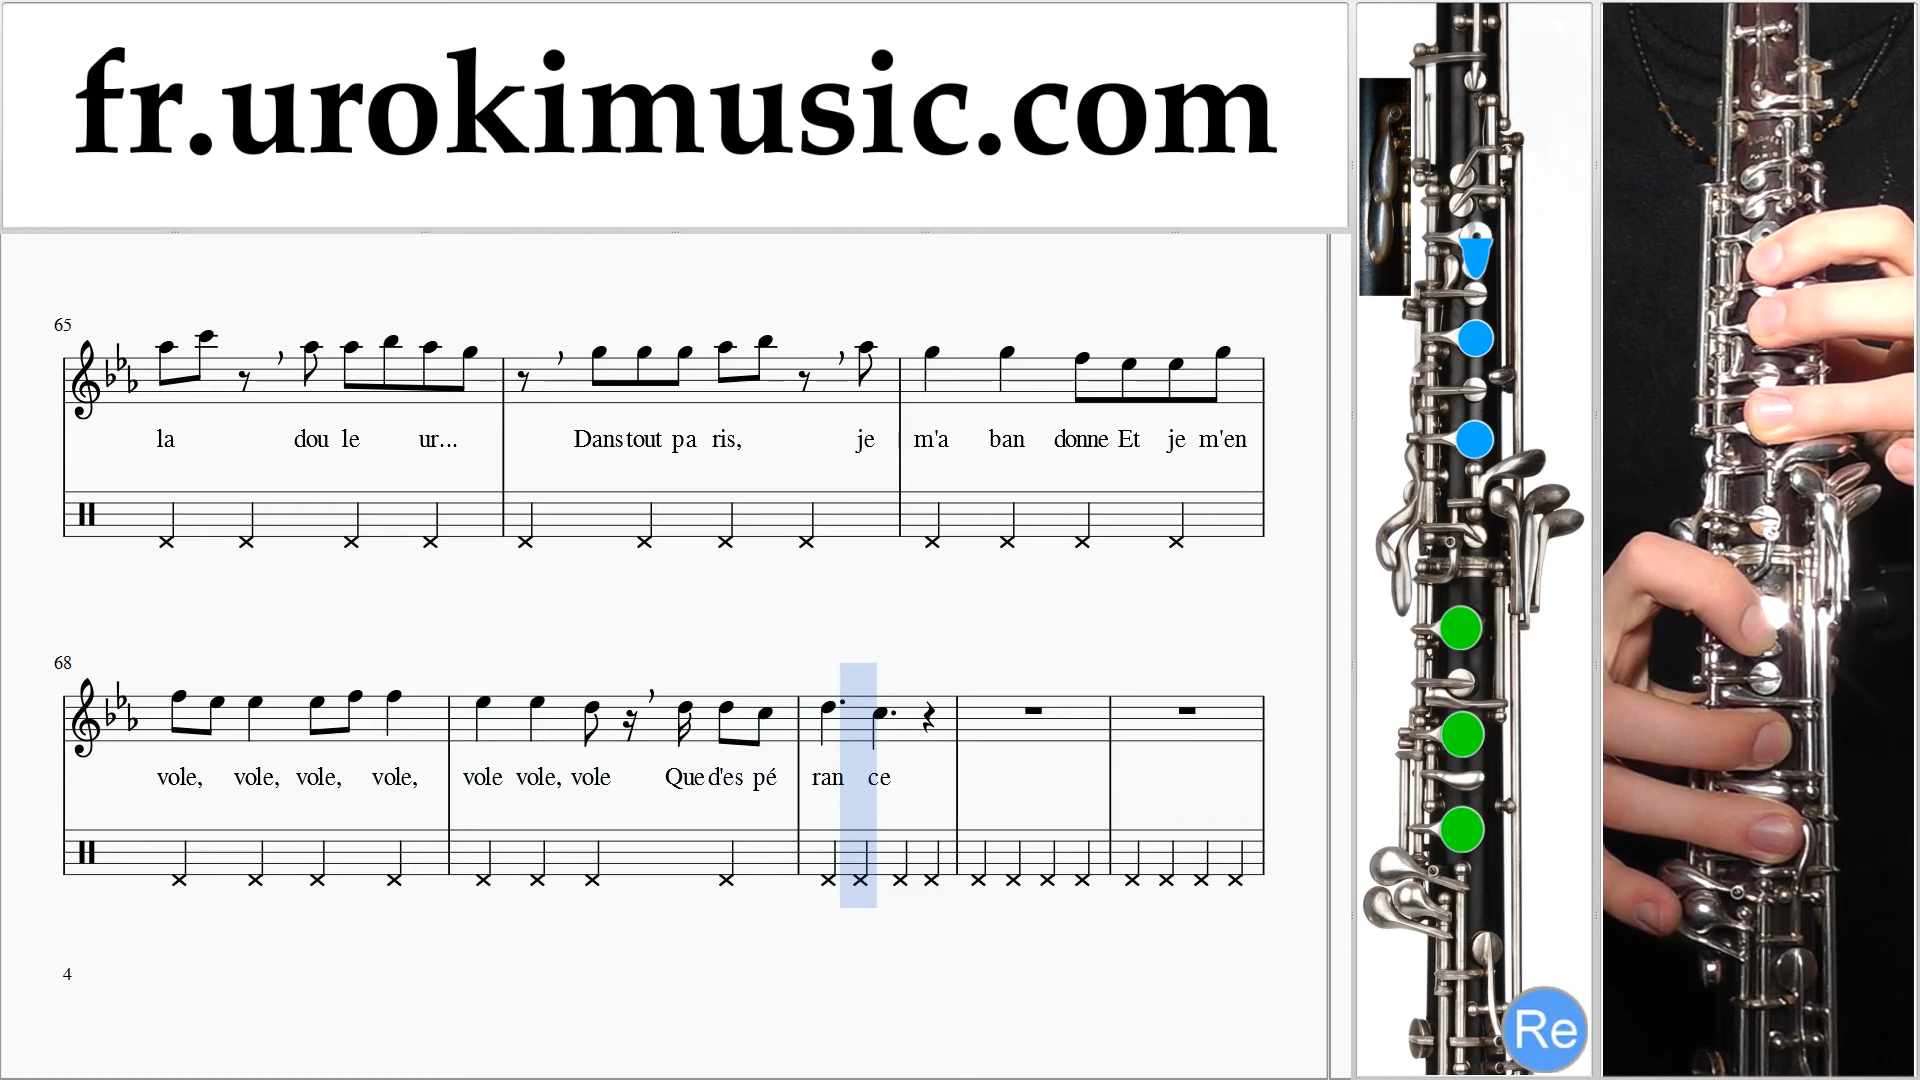 fr.urokimusic.com
65
la dou le ur... Dans tout pa ris, je m'a ban donne Et je m'en
68
vole, vole, vole, vole, vole vole, vole Que d'es pé ran ce
4
Re